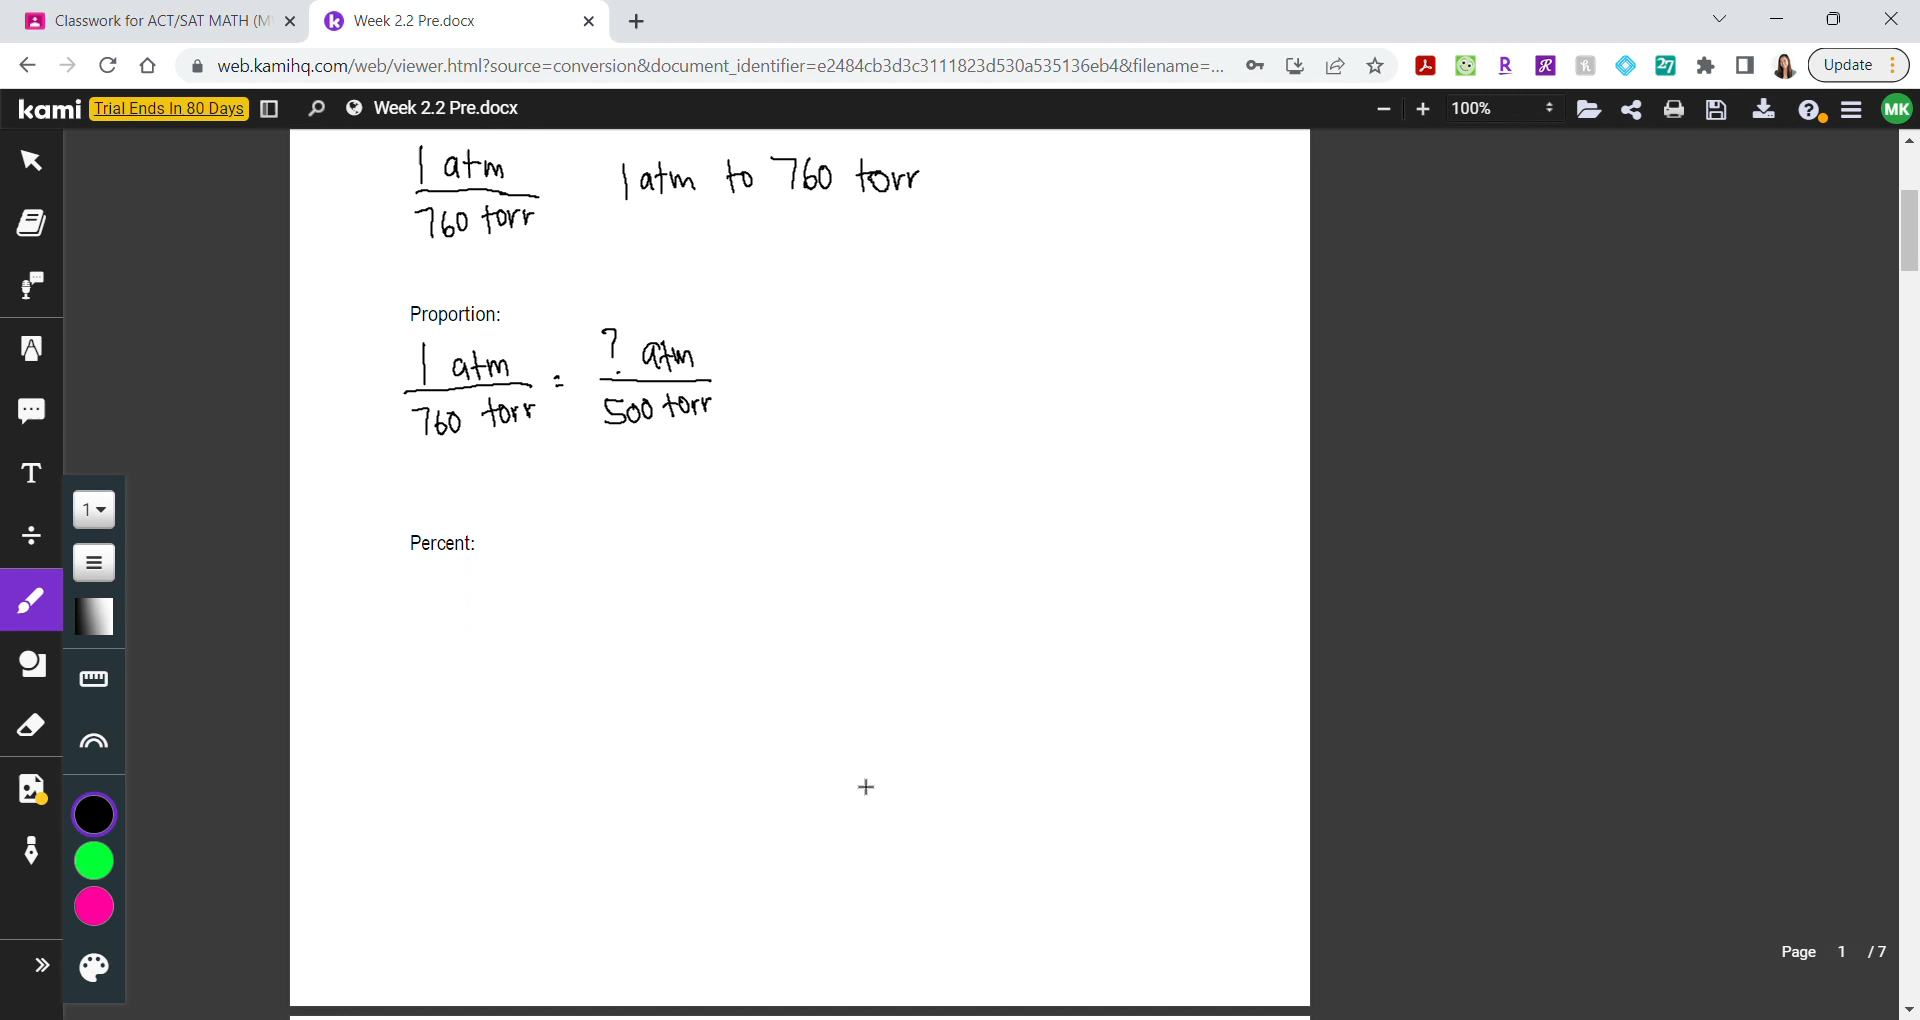 Classwork for ACT/SAT MATH (M
Week 2.2 Pre.docx
web.kamihq.com/web/viewer.html?source=conversion&document_identifier=e2484cb3d3c3111823d530a535136eb4&filename=...
Update
kami Trial Ends In 80 Days
Week 2.2 Pre.docx
100%
MK
1 atm
760 torr
1 atm to 760 torr
Proportion:
1 atm = ? atm
760 torr 500 torr
Percent:
1
Page 1 / 7